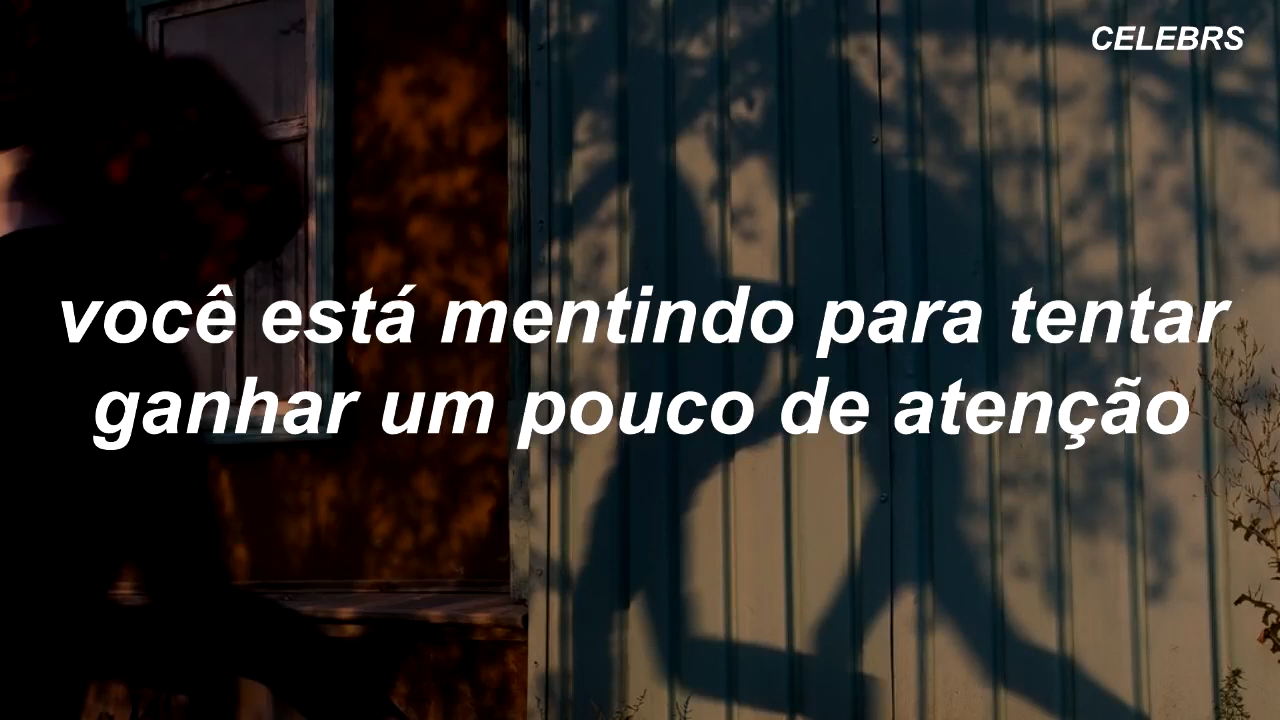 CELEBRS
você está mentindo para tentar
ganhar um pouco de atenção